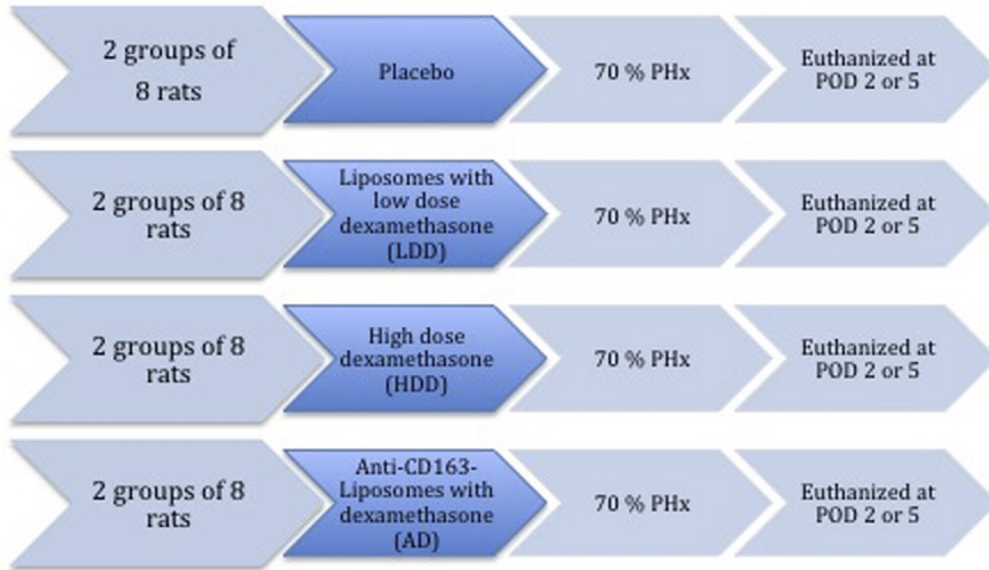 2 groups of
8 rats
Placebo
70 % PHx
Euthanized at
POD 2 or 5
2 groups of 8
rats
Liposomes with
low dose
dexamethasone
(LDD)
70 % PHx
Euthanized at
POD 2 or 5
2 groups of 8
rats
High dose
dexamethasone
(HDD)
70 % PHx
Euthanized at
POD 2 or 5
2 groups of 8
rats
Anti-CD163-
Liposomes with
dexamethasone
(AD)
70 % PHx
Euthanized at
POD 2 or 5